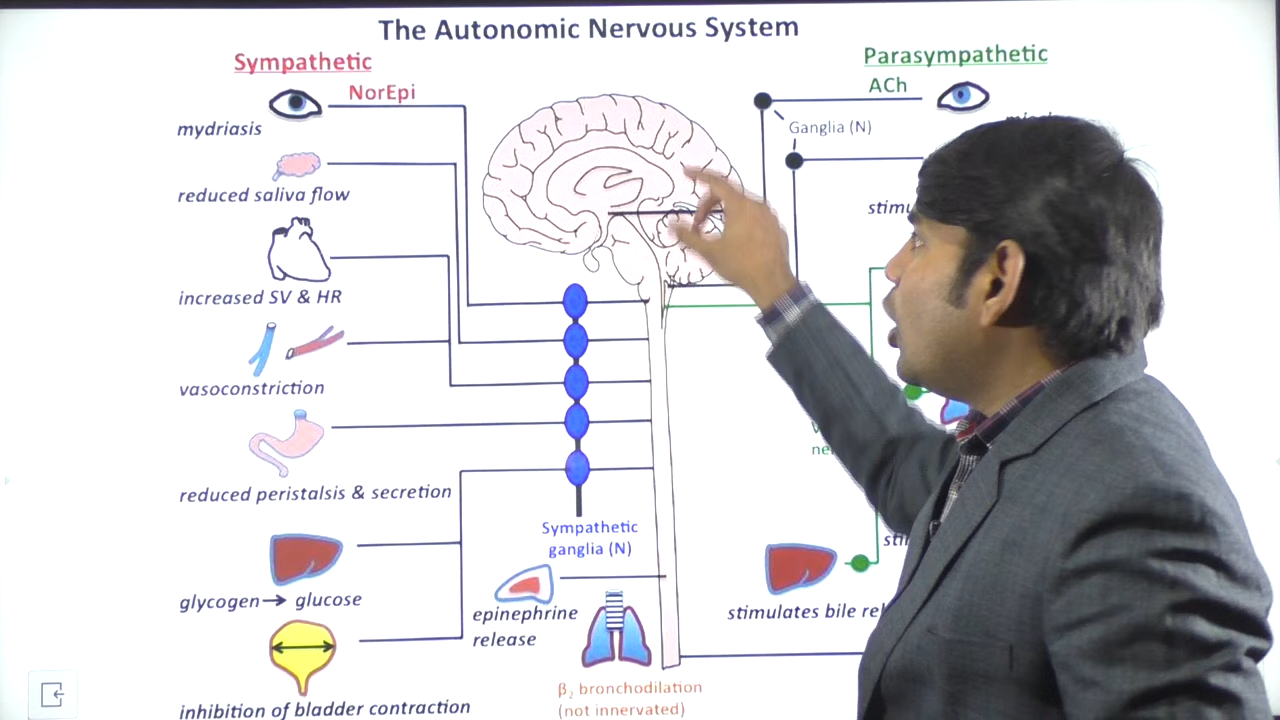 The Autonomic Nervous System
Sympathetic
NorEpi
mydriasis
reduced saliva flow
increased SV & HR
vasoconstriction
reduced peristalsis & secretion
glycogen→ glucose
inhibition of bladder contraction
Sympathetic
ganglia (N)
epinephrine
release
β₂ bronchodilation
(not innervated)
Parasympathetic
ACh
Ganglia (N)
stimulates bile